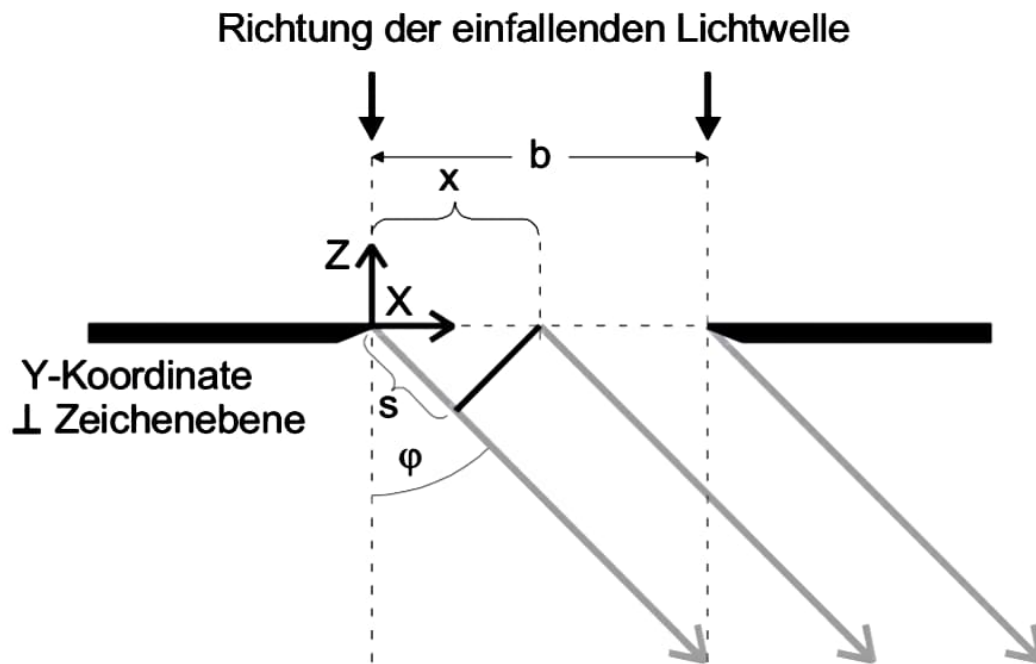 Richtung der einfallenden Lichtwelle
b
x
Z
X
Y-Koordinate
⊥ Zeichenebene
s
φ